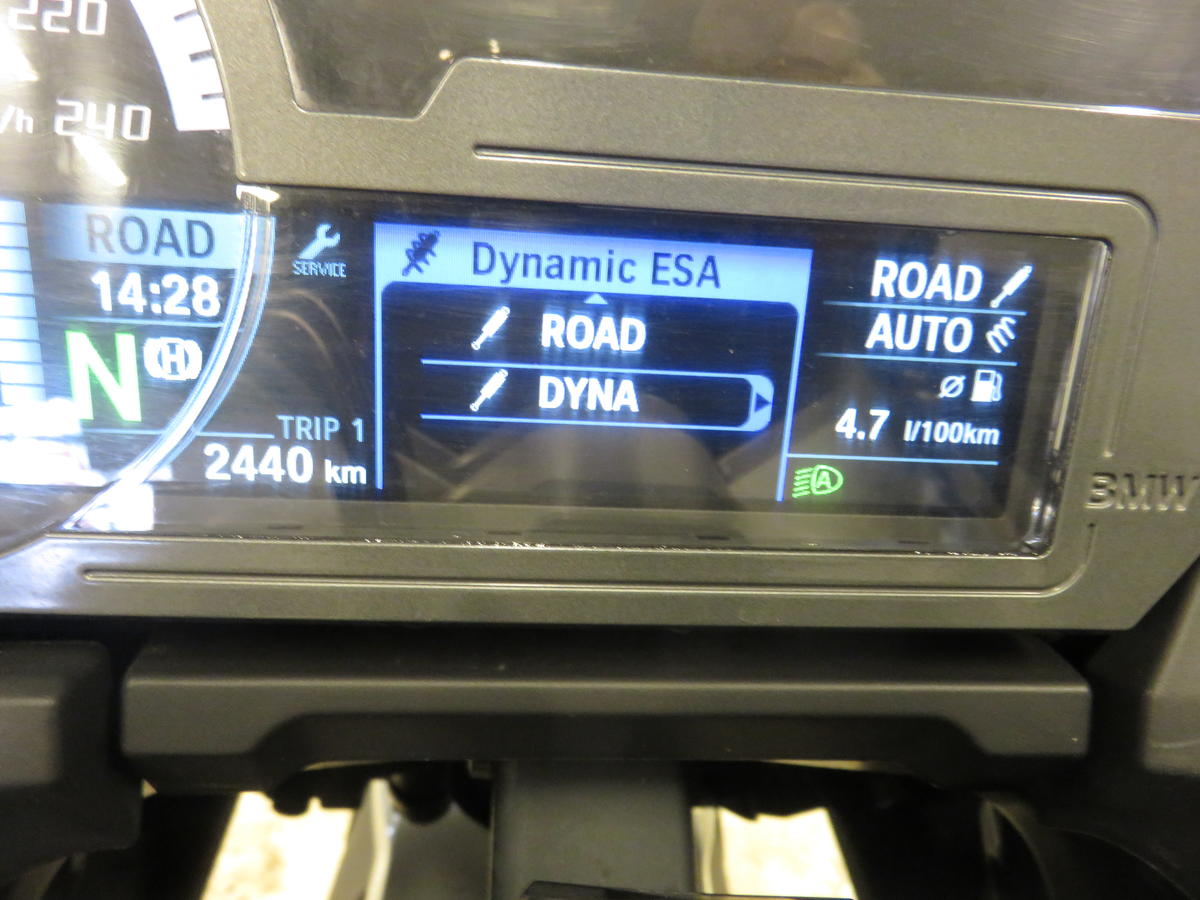 220
/h 240
ROAD
14:28
N
(H)
SERVICE
TRIP 1
2440 km
Dynamic ESA
ROAD
DYNA
ROAD
AUTO
Ø
4.7 l/100km
A
BMW